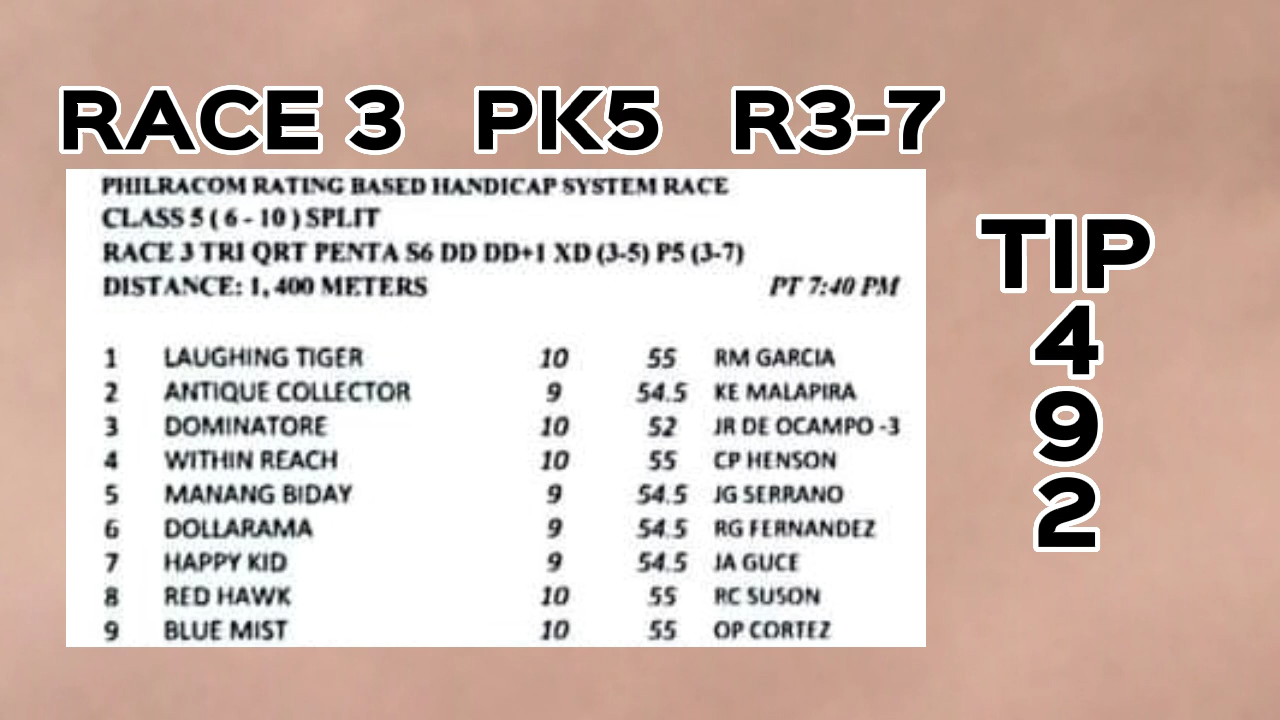 RACE 3 PK5 R3-7
PHILRACOM RATING BASED HANDICAP SYSTEM RACE
CLASS 5 ( 6 - 10 ) SPLIT
RACE 3 TRI QRT PENTA S6 DD DD+1 XD (3-5) P5 (3-7)
DISTANCE: 1, 400 METERS PT 7:40 PM
1 LAUGHING TIGER 10 55 RM GARCIA
2 ANTIQUE COLLECTOR 9 54.5 KE MALAPIRA
3 DOMINATORE 10 52 JR DE OCAMPO -3
4 WITHIN REACH 10 55 CP HENSON
5 MANANG BIDAY 9 54.5 JG SERRANO
6 DOLLARAMA 9 54.5 RG FERNANDEZ
7 HAPPY KID 9 54.5 JA GUCE
8 RED HAWK 10 55 RC SUSON
9 BLUE MIST 10 55 OP CORTEZ
TIP
4
9
2